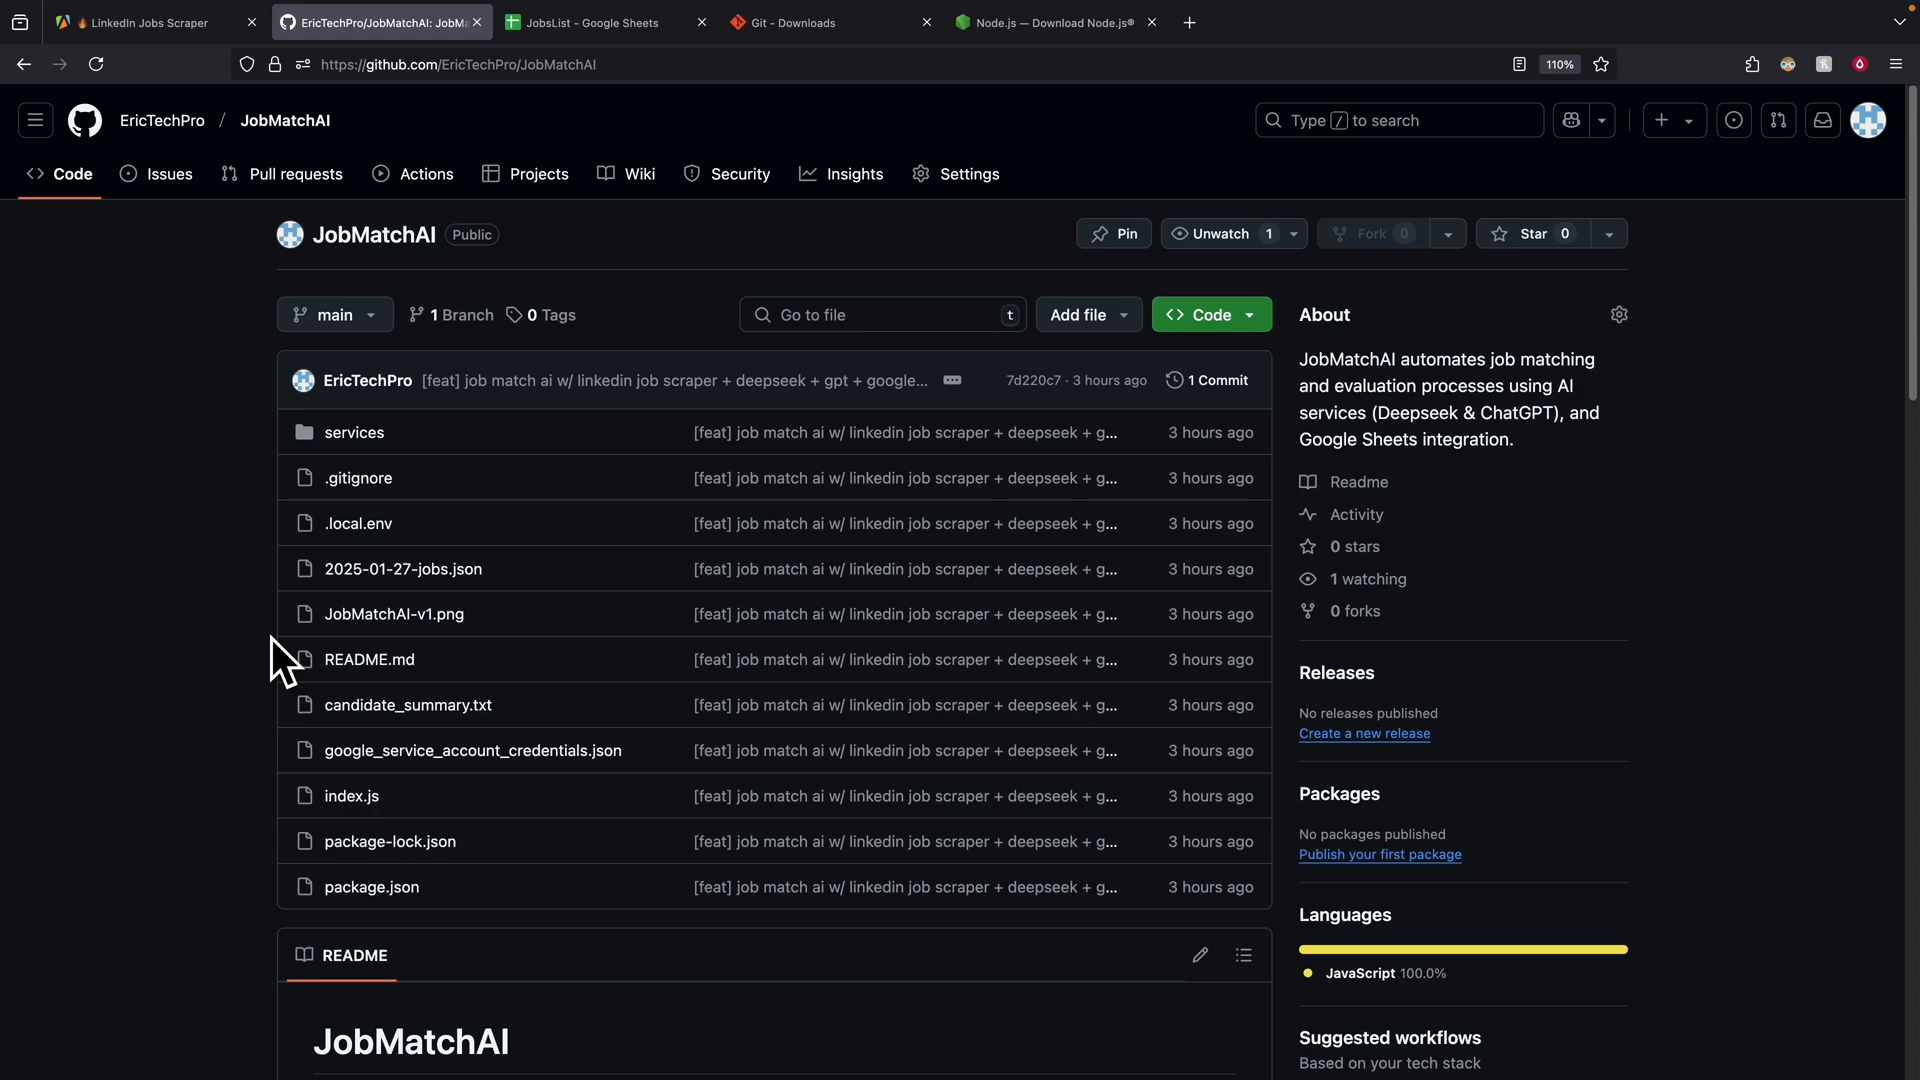 LinkedIn Jobs Scraper
EricTechPro/JobMatchAI: JobMa
JobsList - Google Sheets
Git - Downloads
Node.js — Download Node.js®
https://github.com/EricTechPro/JobMatchAI
110%
EricTechPro / JobMatchAI
Type / to search
Code
Issues
Pull requests
Actions
Projects
Wiki
Security
Insights
Settings
JobMatchAI Public
Pin
Unwatch 1
Fork 0
Star 0
main
1 Branch
0 Tags
Go to file t
Add file
Code
EricTechPro [feat] job match ai w/ linkedin job scraper + deepseek + gpt + google... 7d220c7 · 3 hours ago 1 Commit
services [feat] job match ai w/ linkedin job scraper + deepseek + g... 3 hours ago
.gitignore [feat] job match ai w/ linkedin job scraper + deepseek + g... 3 hours ago
.local.env [feat] job match ai w/ linkedin job scraper + deepseek + g... 3 hours ago
2025-01-27-jobs.json [feat] job match ai w/ linkedin job scraper + deepseek + g... 3 hours ago
JobMatchAI-v1.png [feat] job match ai w/ linkedin job scraper + deepseek + g... 3 hours ago
README.md [feat] job match ai w/ linkedin job scraper + deepseek + g... 3 hours ago
candidate_summary.txt [feat] job match ai w/ linkedin job scraper + deepseek + g... 3 hours ago
google_service_account_credentials.json [feat] job match ai w/ linkedin job scraper + deepseek + g... 3 hours ago
index.js [feat] job match ai w/ linkedin job scraper + deepseek + g... 3 hours ago
package-lock.json [feat] job match ai w/ linkedin job scraper + deepseek + g... 3 hours ago
package.json [feat] job match ai w/ linkedin job scraper + deepseek + g... 3 hours ago
README
JobMatchAI
About
JobMatchAI automates job matching
and evaluation processes using AI
services (Deepseek & ChatGPT), and
Google Sheets integration.
Readme
Activity
0 stars
1 watching
0 forks
Releases
No releases published
Create a new release
Packages
No packages published
Publish your first package
Languages
JavaScript 100.0%
Suggested workflows
Based on your tech stack